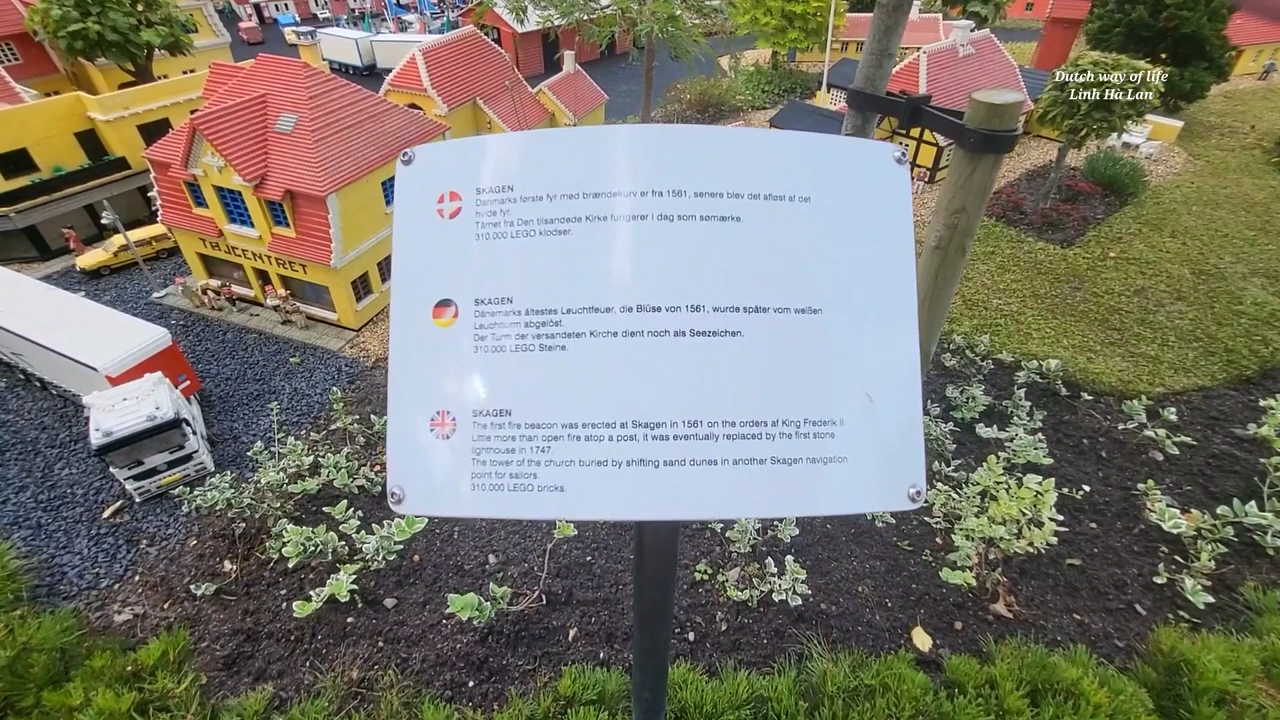 Dutch way of life
Linh Hà Lan
TØJCENTRET
SKAGEN
Danmarks første fyr med brændekurv er fra 1561, senere blev det afløst af det
hvide fyr.
Tårnet fra Den tilsandede Kirke fungerer i dag som sømærke.
310.000 LEGO klodser.
SKAGEN
Dänemarks ältestes Leuchtfeuer, die Blüse von 1561, wurde später vom weißen
Leuchtturm abgelöst.
Der Turm der versandeten Kirche dient noch als Seezeichen.
310.000 LEGO Steine.
SKAGEN
The first fire beacon was erected at Skagen in 1561 on the orders af King Frederik II
Little more than open fire atop a post, it was eventually replaced by the first stone
lighthouse in 1747.
The tower of the church buried by shifting sand dunes in another Skagen navigation
point for sailors.
310.000 LEGO bricks.